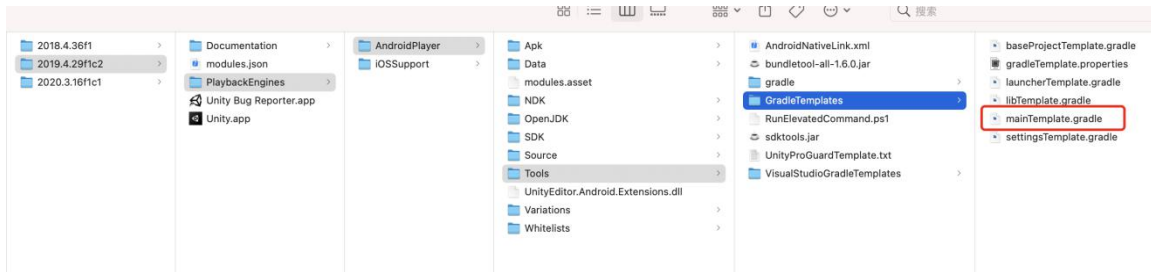 搜索
2018.4.36f1
2019.4.29f1c2
2020.3.16f1c1
Documentation
modules.json
PlaybackEngines
Unity Bug Reporter.app
Unity.app
AndroidPlayer
iOSSupport
Apk
Data
modules.asset
NDK
OpenJDK
SDK
Source
Tools
UnityEditor.Android.Extensions.dll
Variations
Whitelists
AndroidNativeLink.xml
bundletool-all-1.6.0.jar
gradle
GradleTemplates
RunElevatedCommand.ps1
sdktools.jar
UnityProGuardTemplate.txt
VisualStudioGradleTemplates
baseProjectTemplate.gradle
gradleTemplate.properties
launcherTemplate.gradle
libTemplate.gradle
mainTemplate.gradle
settingsTemplate.gradle